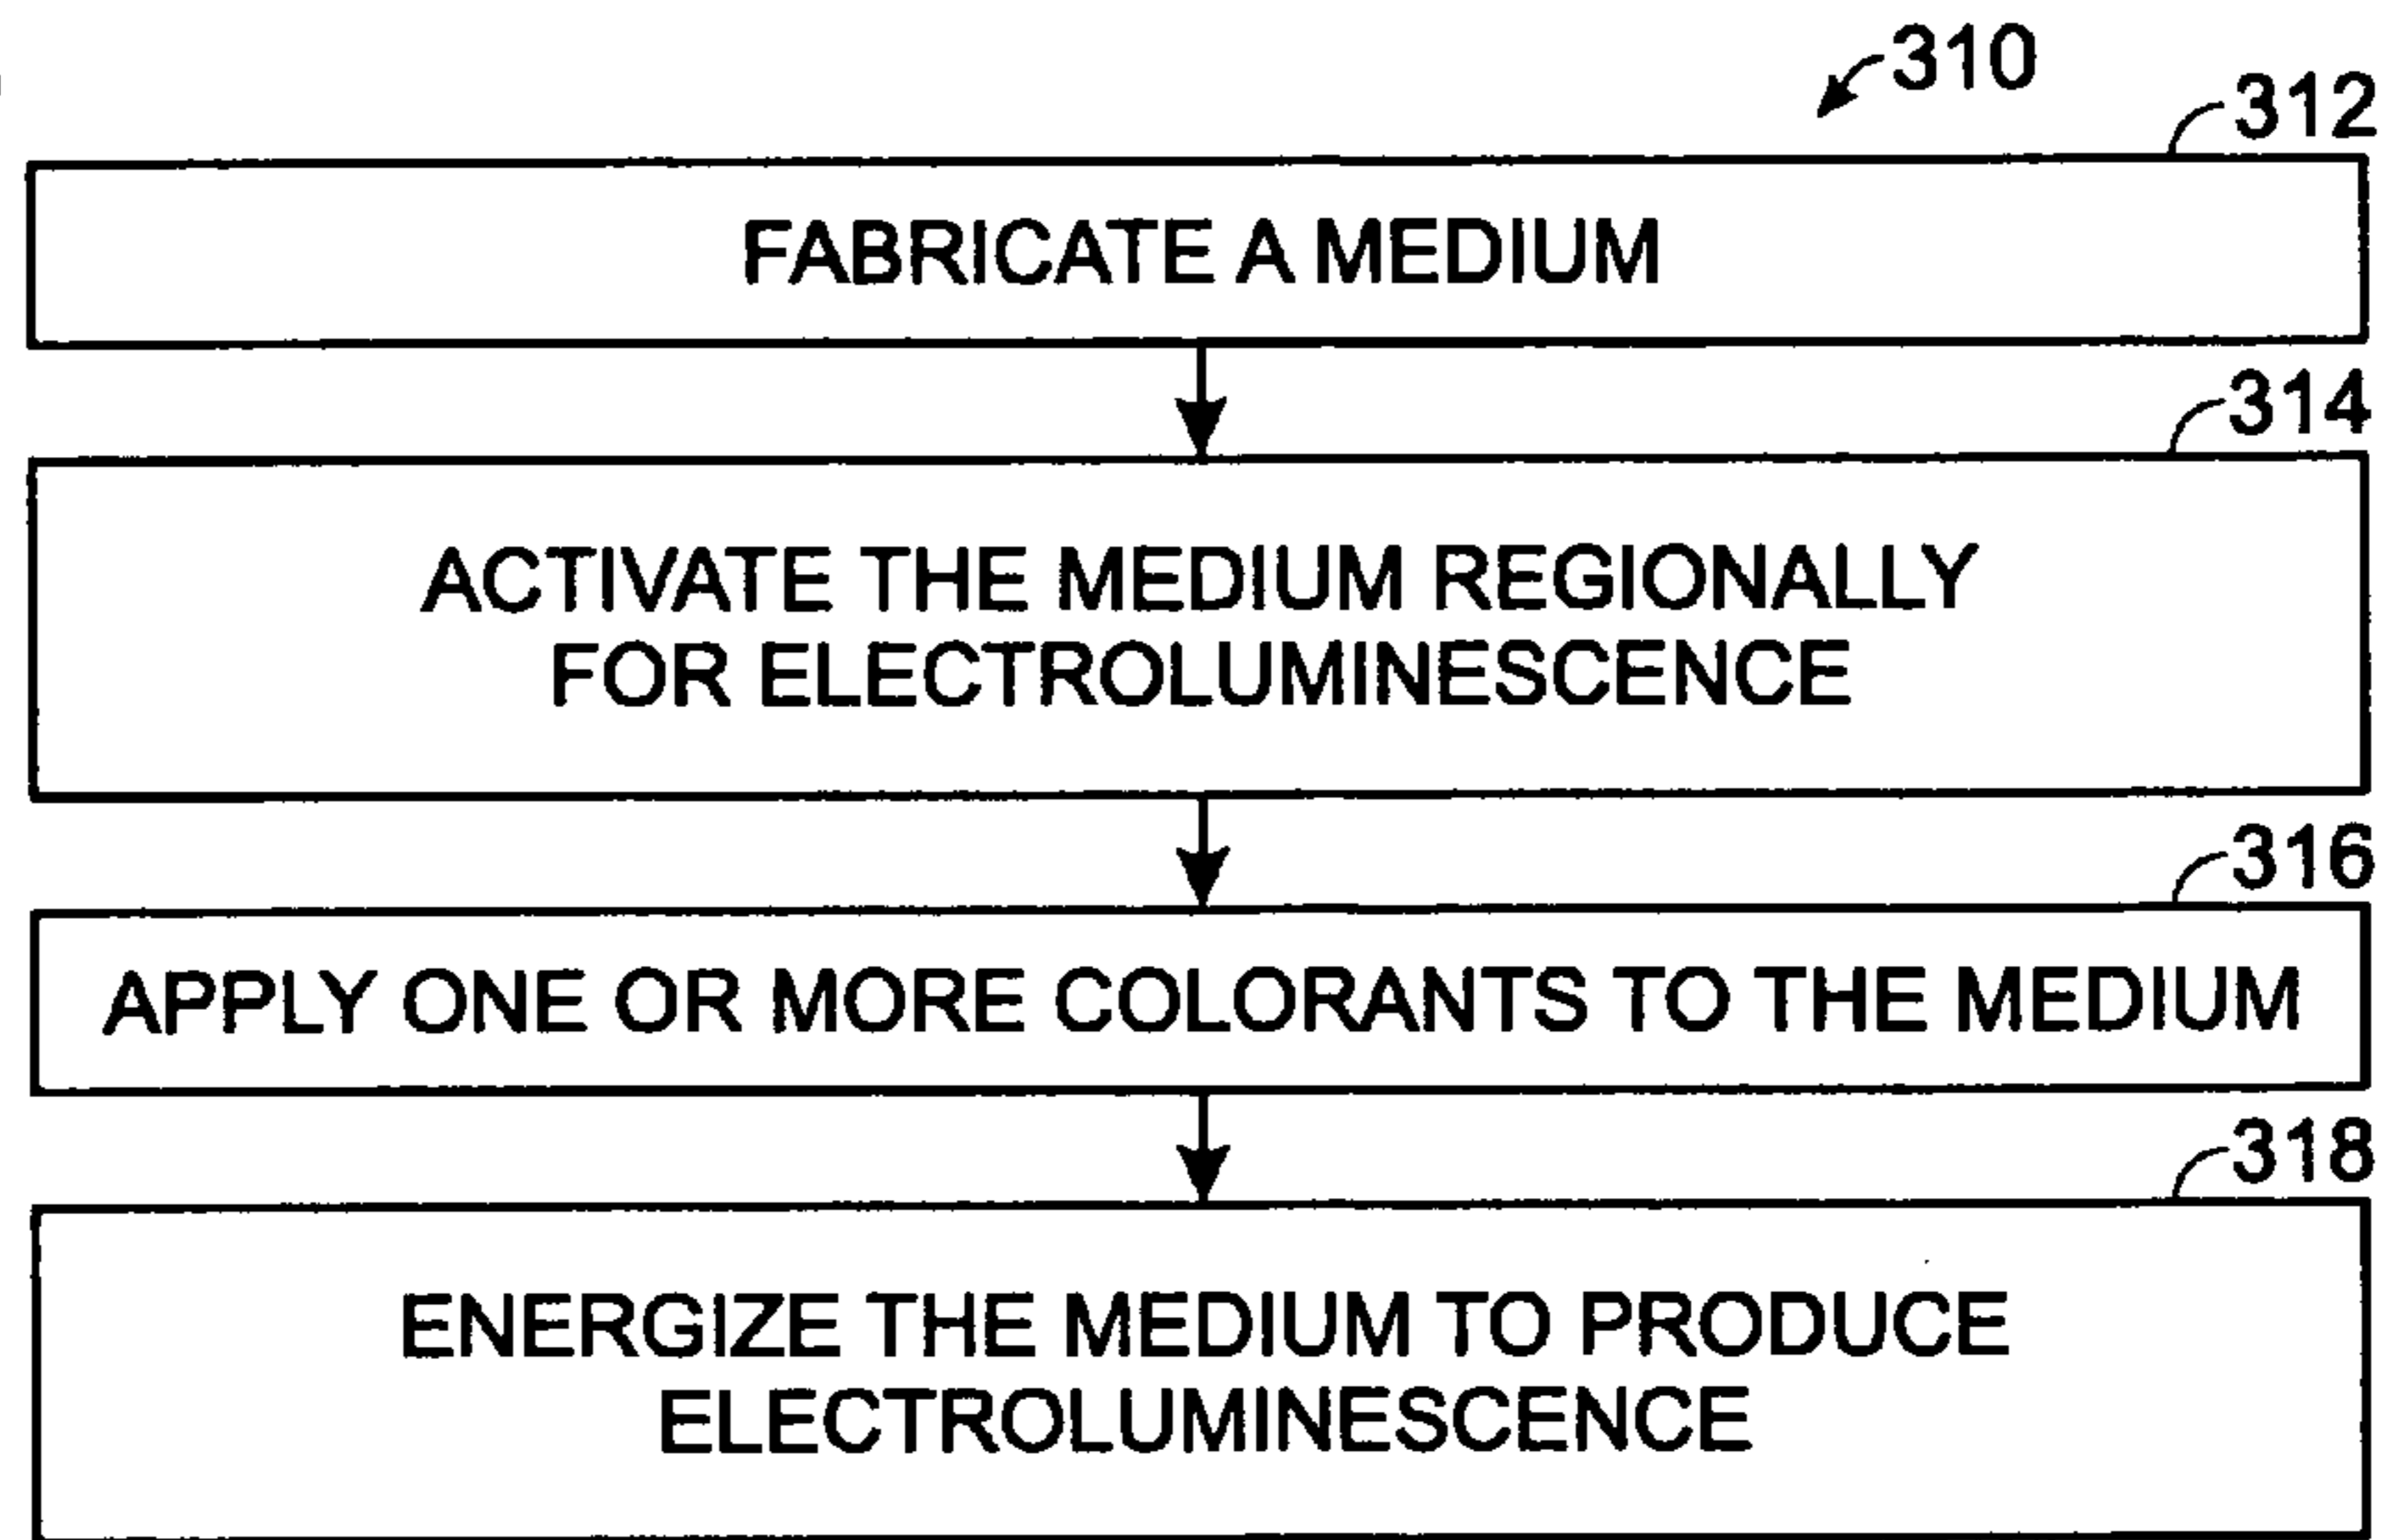 310
312
FABRICATE A MEDIUM
314
ACTIVATE THE MEDIUM REGIONALLY
FOR ELECTROLUMINESCENCE
316
APPLY ONE OR MORE COLORANTS TO THE MEDIUM
318
ENERGIZE THE MEDIUM TO PRODUCE
ELECTROLUMINESCENCE